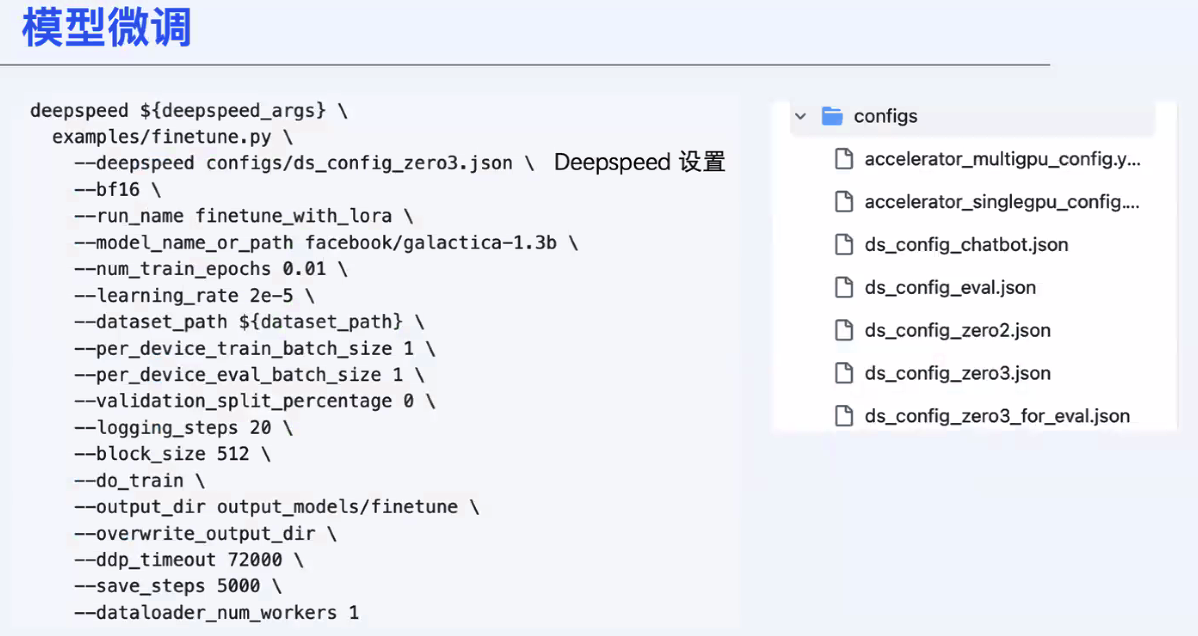 模型微调
deepspeed ${deepspeed_args} \
examples/finetune.py \
--deepspeed configs/ds_config_zero3.json \ Deepspeed 设置
--bf16 \
--run_name finetune_with_lora \
--model_name_or_path facebook/galactica-1.3b \
--num_train_epochs 0.01 \
--learning_rate 2e-5 \
--dataset_path ${dataset_path} \
--per_device_train_batch_size 1 \
--per_device_eval_batch_size 1 \
--validation_split_percentage 0 \
--logging_steps 20 \
--block_size 512 \
--do_train \
--output_dir output_models/finetune \
--overwrite_output_dir \
--ddp_timeout 72000 \
--save_steps 5000 \
--dataloader_num_workers 1
configs
accelerator_multigpu_config.y...
accelerator_singlegpu_config....
ds_config_chatbot.json
ds_config_eval.json
ds_config_zero2.json
ds_config_zero3.json
ds_config_zero3_for_eval.json